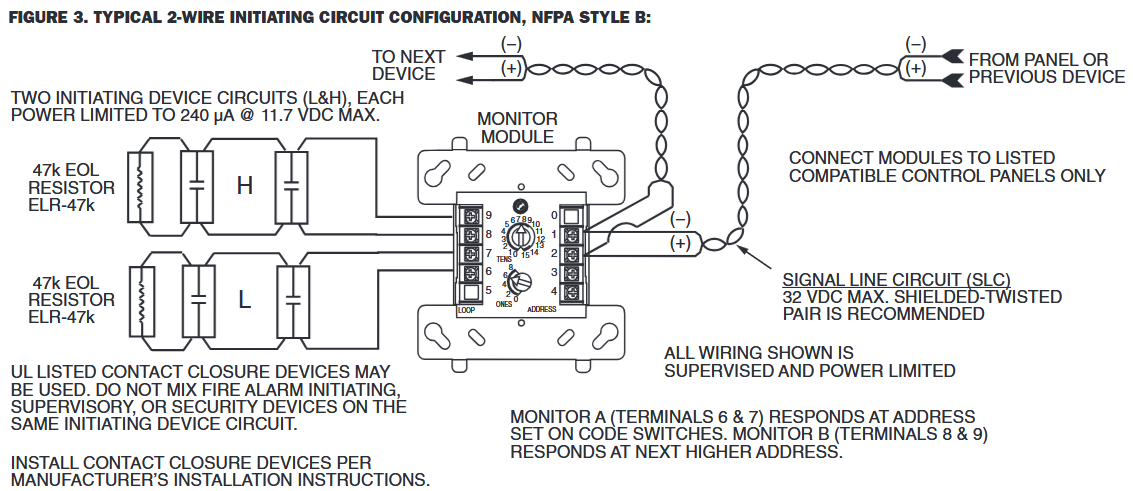 FIGURE 3. TYPICAL 2-WIRE INITIATING CIRCUIT CONFIGURATION, NFPA STYLE B:
TO NEXT
DEVICE
(–)
(+)
(–)
(+)
FROM PANEL OR
PREVIOUS DEVICE
TWO INITIATING DEVICE CIRCUITS (L&H), EACH
POWER LIMITED TO 240 µA @ 11.7 VDC MAX.
MONITOR
MODULE
CONNECT MODULES TO LISTED
COMPATIBLE CONTROL PANELS ONLY
47k EOL
RESISTOR
ELR-47k
H
47k EOL
RESISTOR
ELR-47k
L
9
8
7
6
5
LOOP
0
1
2
3
4
ADDRESS
TENS
0
1
2
3
4
5
6
7
8
9
10
11
12
13
14
15
ONES
0
2
4
6
8
(–)
(+)
SIGNAL LINE CIRCUIT (SLC)
32 VDC MAX. SHIELDED-TWISTED
PAIR IS RECOMMENDED
ALL WIRING SHOWN IS
SUPERVISED AND POWER LIMITED
UL LISTED CONTACT CLOSURE DEVICES MAY
BE USED. DO NOT MIX FIRE ALARM INITIATING,
SUPERVISORY, OR SECURITY DEVICES ON THE
SAME INITIATING DEVICE CIRCUIT.
INSTALL CONTACT CLOSURE DEVICES PER
MANUFACTURER'S INSTALLATION INSTRUCTIONS.
MONITOR A (TERMINALS 6 & 7) RESPONDS AT ADDRESS
SET ON CODE SWITCHES. MONITOR B (TERMINALS 8 & 9)
RESPONDS AT NEXT HIGHER ADDRESS.